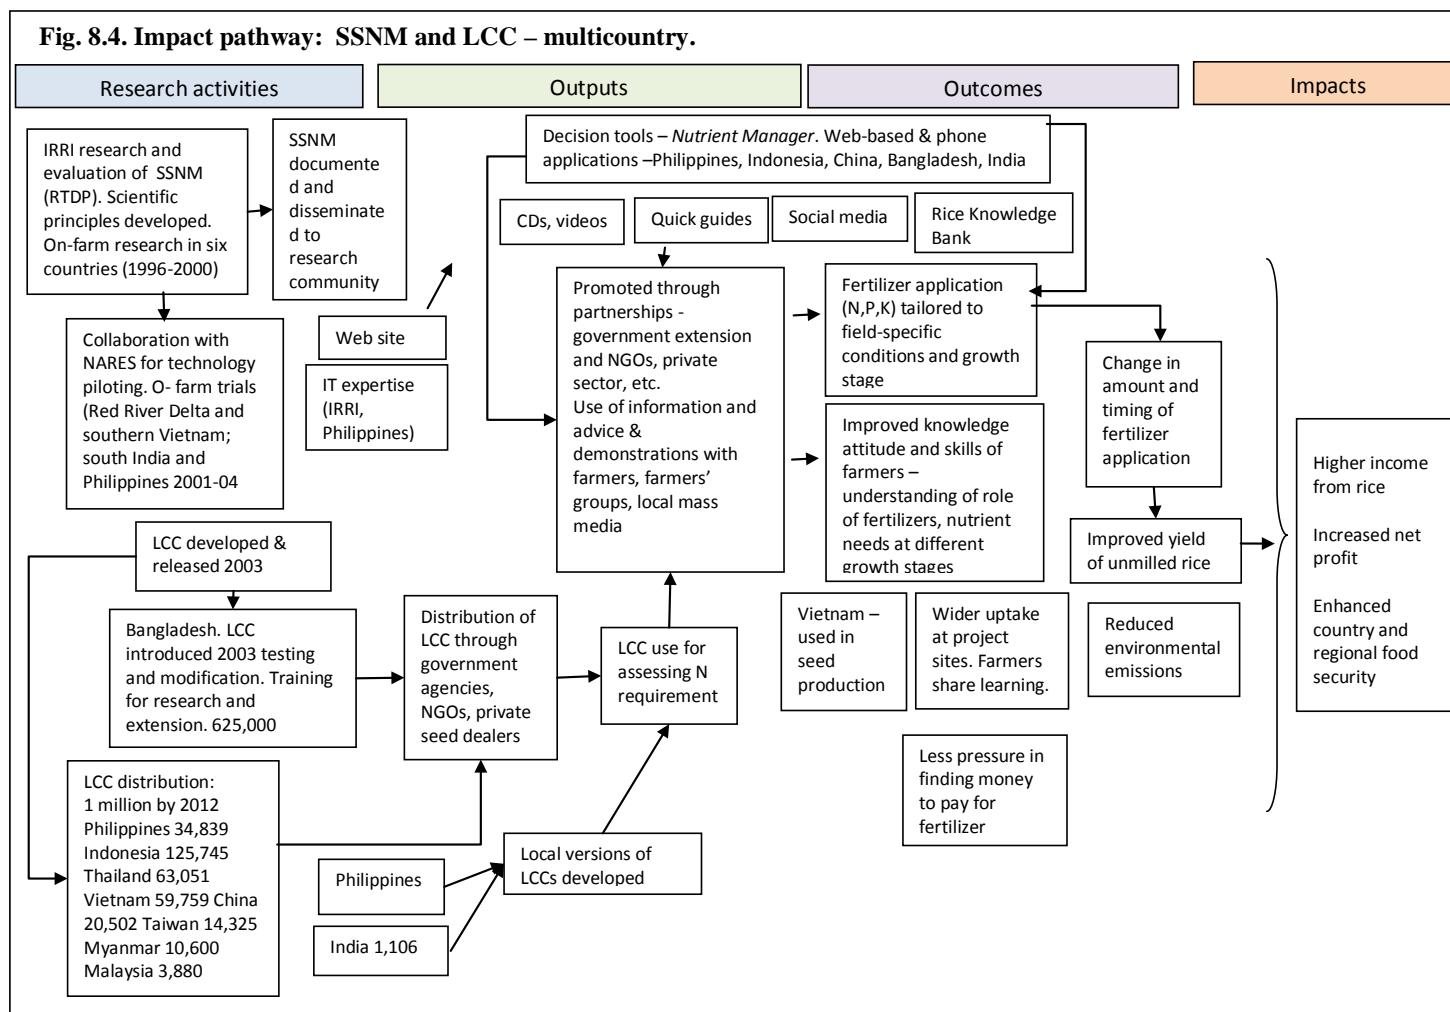 Fig. 8.4. Impact pathway:  SSNM and LCC – multicountry.
Research activities
Outputs
Outcomes
Impacts
IRRI research and
evaluation of  SSNM
(RTDP). Scientific
principles developed.
On-farm research in six
countries (1996-2000)
SSNM
documente
d and
disseminate
d to
research
community
Decision tools – Nutrient Manager. Web-based & phone
applications –Philippines, Indonesia, China, Bangladesh, India
CDs, videos
Quick guides
Social media
Rice Knowledge
Bank
Collaboration with
NARES for technology
piloting. O- farm trials
(Red River Delta and
southern Vietnam;
south India and
Philippines 2001-04
Web site
IT expertise
(IRRI,
Philippines)
Promoted through
partnerships -
government extension
and NGOs, private
sector, etc.
Use of information and
advice &
demonstrations with
farmers, farmers’
groups, local mass
media
Fertilizer application
(N,P,K) tailored to
field-specific
conditions and growth
stage
Improved knowledge
attitude and skills of
farmers –
understanding of role
of fertilizers, nutrient
needs at different
growth stages
Change in
amount and
timing of
fertilizer
application
Improved yield
of unmilled rice
Higher income
from rice
Increased net
profit
Enhanced
country and
regional food
security
LCC developed &
released 2003
Bangladesh. LCC
introduced 2003 testing
and modification. Training
for research and
extension. 625,000
Distribution of
LCC through
government
agencies,
NGOs, private
seed dealers
LCC use for
assessing N
requirement
Vietnam –
used in
seed
production
Wider uptake
at project
sites. Farmers
share learning.
Reduced
environmental
emissions
Less pressure in
finding money
to pay for
fertilizer
LCC distribution:
1 million by 2012
Philippines 34,839
Indonesia 125,745
Thailand 63,051
Vietnam 59,759 China
20,502 Taiwan 14,325
Myanmar 10,600
Malaysia 3,880
Philippines
India 1,106
Local versions of
LCCs developed